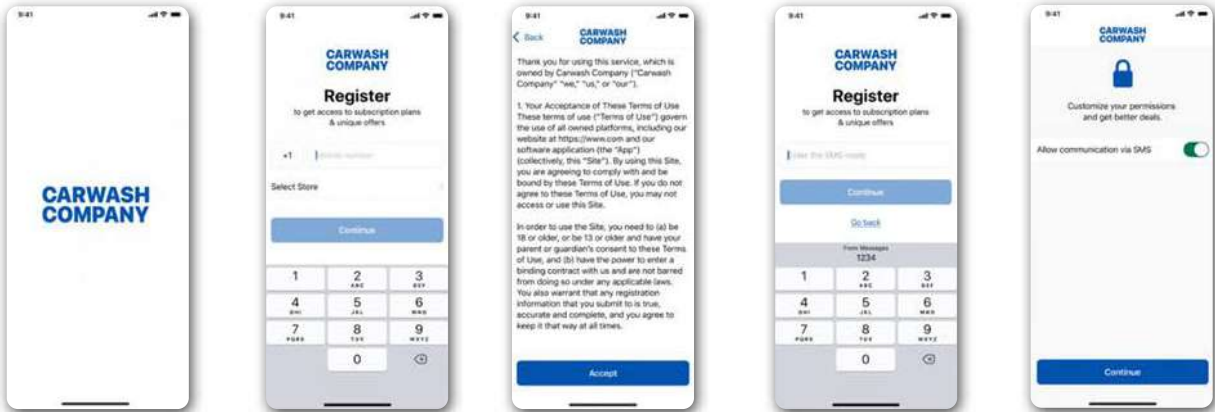 9:41
CARWASH
COMPANY
9:41
CARWASH
COMPANY
Register
to get access to subscription plans
& unique offers
+1
Mobile number
Select Store
Continue
1
2
ABC
3
DEF
4
GHI
5
JKL
6
MNO
7
PQRS
8
TUV
9
WXYZ
0
9:41
Back
CARWASH
COMPANY
Thank you for using this service, which is
owned by Carwash Company ("Carwash
Company" "we," "us," or "our").
1. Your Acceptance of These Terms of Use
These terms of use ("Terms of Use") govern
the use of all owned platforms, including our
website at https://www.com and our
software application (the "App")
(collectively, this "Site"). By using this Site,
you are agreeing to comply with and be
bound by these Terms of Use. If you do not
agree to these Terms of Use, you may not
access or use this Site.
In order to use the Site, you need to (a) be
18 or older, or be 13 or older and have your
parent or guardian's consent to these Terms
of Use, and (b) have the power to enter a
binding contract with us and are not barred
from doing so under any applicable laws.
You also warrant that any registration
information that you submit to is true,
accurate and complete, and you agree to
keep it that way at all times.
Accept
9:41
CARWASH
COMPANY
Register
to get access to subscription plans
& unique offers
Enter the SMS code
Continue
Go back
From Messages
1234
1
2
ABC
3
DEF
4
GHI
5
JKL
6
MNO
7
PQRS
8
TUV
9
WXYZ
0
9:41
CARWASH
COMPANY
Customize your permissions
and get better deals.
Allow communication via SMS
Continue